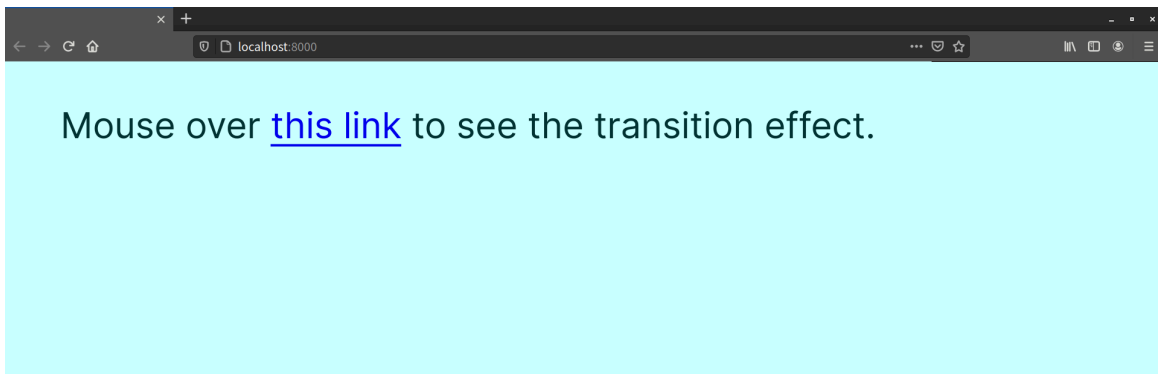 localhost:8000
Mouse over this link to see the transition effect.